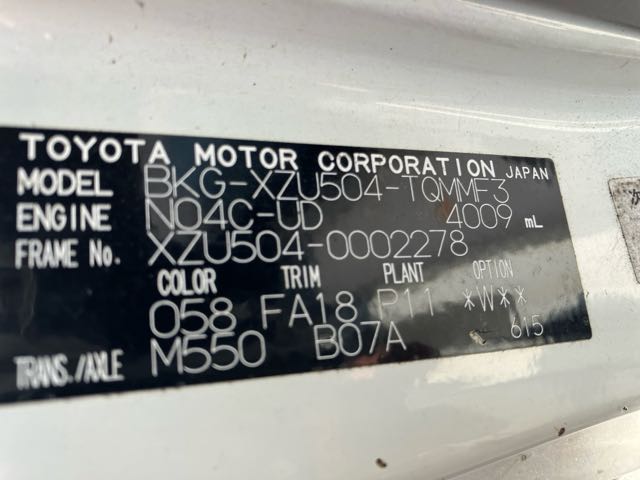 TOYOTA MOTOR CORPORATION JAPAN
MODEL BKG-XZU504-TQMMF3
ENGINE N04C-UD 4009 mL
FRAME No. XZU504-0002278
COLOR TRIM PLANT OPTION
058 FA18 P11 *W**
TRANS./AXLE M550 B07A 615